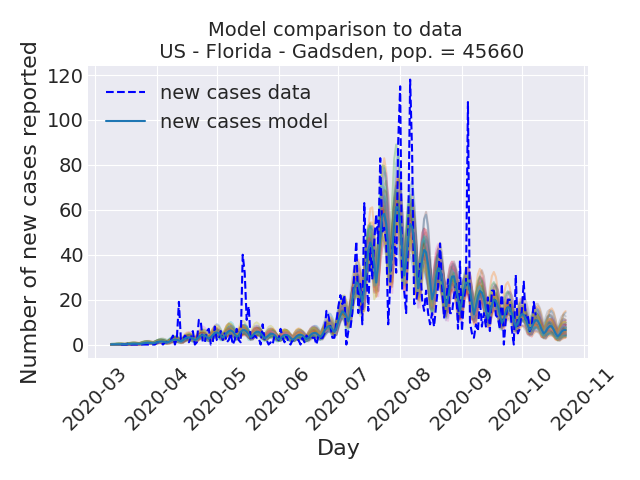 Model comparison to data
US - Florida - Gadsden, pop. = 45660
Number of new cases reported
120
100
80
60
40
20
0
new cases data
new cases model
2020-03
2020-04
2020-05
2020-06
2020-07
2020-08
2020-09
2020-10
2020-11
Day